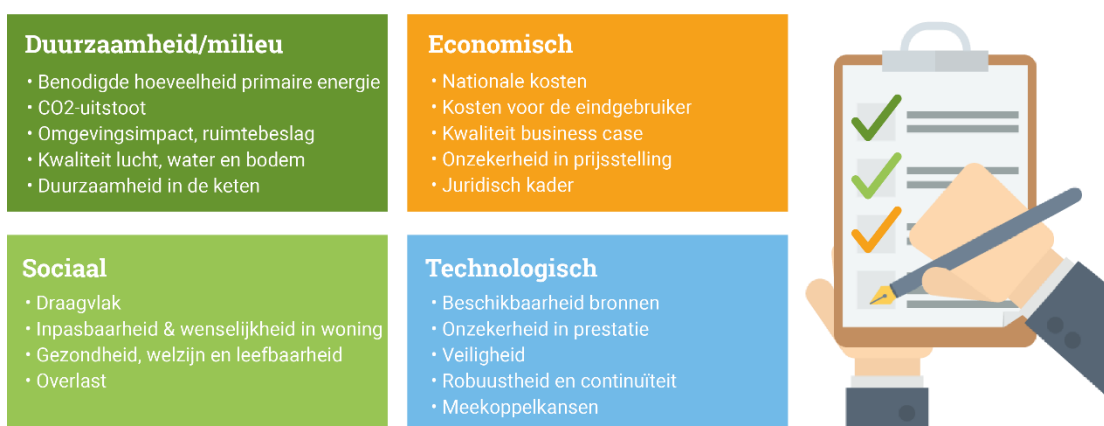 Duurzaamheid/milieu
• Benodigde hoeveelheid primaire energie
• CO2-uitstoot
• Omgevingsimpact, ruimtebeslag
• Kwaliteit lucht, water en bodem
• Duurzaamheid in de keten
Economisch
• Nationale kosten
• Kosten voor de eindgebruiker
• Kwaliteit business case
• Onzekerheid in prijsstelling
• Juridisch kader
Sociaal
• Draagvlak
• Inpasbaarheid & wenselijkheid in woning
• Gezondheid, welzijn en leefbaarheid
• Overlast
Technologisch
• Beschikbaarheid bronnen
• Onzekerheid in prestatie
• Veiligheid
• Robuustheid en continuïteit
• Meekoppelkansen